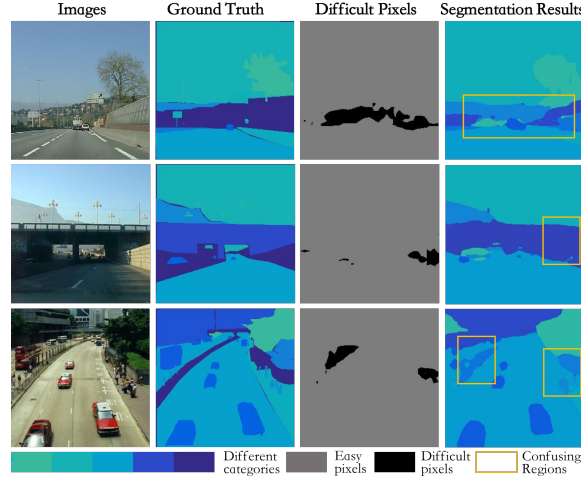 Images Ground Truth Difficult Pixels Segmentation Results
Different categories
Easy pixels
Difficult pixels
Confusing Regions